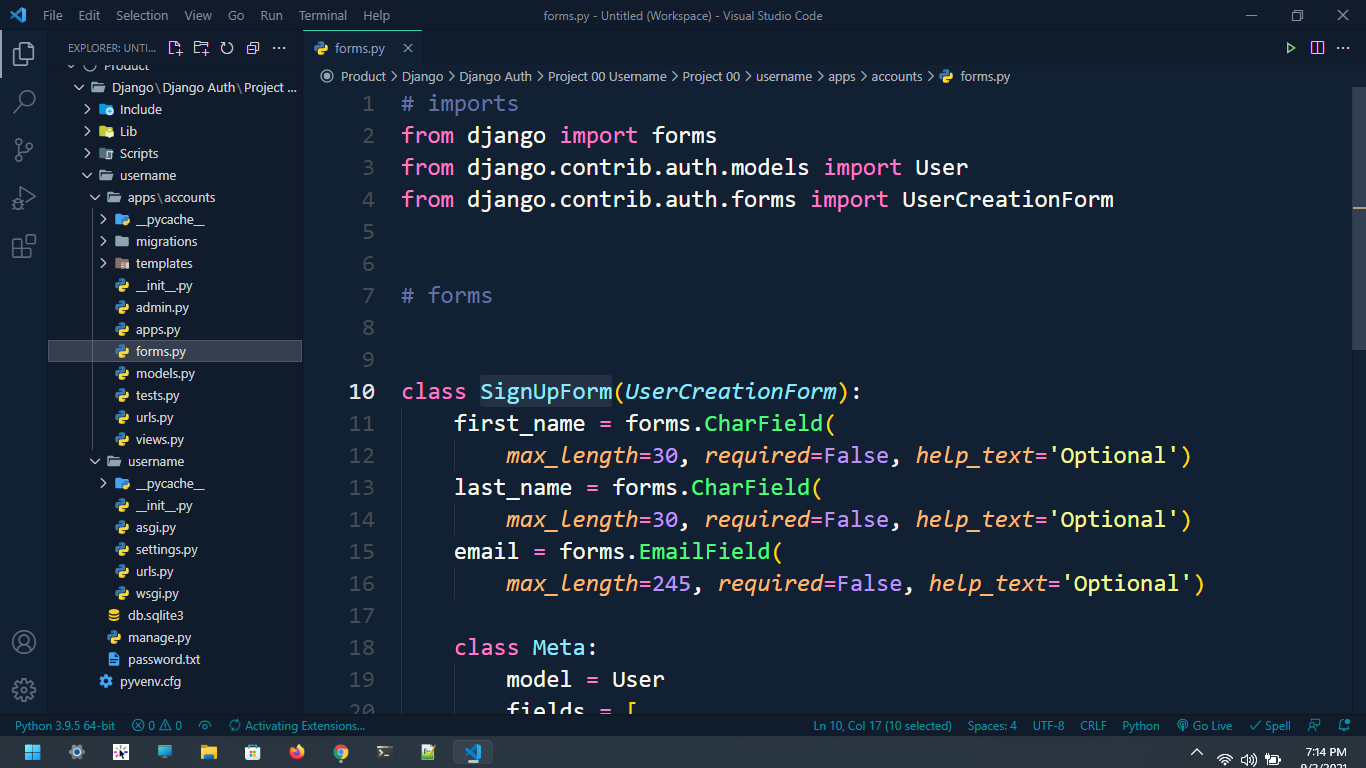 File Edit Selection View Go Run Terminal Help
forms.py - Untitled (Workspace) - Visual Studio Code
EXPLORER: UNTI...
Product
Django\Django Auth\Project ...
Include
Lib
Scripts
username
apps\accounts
__pycache__
migrations
templates
__init__.py
admin.py
apps.py
forms.py
models.py
tests.py
urls.py
views.py
username
__pycache__
__init__.py
asgi.py
settings.py
urls.py
wsgi.py
db.sqlite3
manage.py
password.txt
pyvenv.cfg
forms.py
Product > Django > Django Auth > Project 00 Username > Project 00 > username > apps > accounts > forms.py
1 # imports
2 from django import forms
3 from django.contrib.auth.models import User
4 from django.contrib.auth.forms import UserCreationForm
5
6
7 # forms
8
9
10 class SignUpForm(UserCreationForm):
11 first_name = forms.CharField(
12 max_length=30, required=False, help_text='Optional')
13 last_name = forms.CharField(
14 max_length=30, required=False, help_text='Optional')
15 email = forms.EmailField(
16 max_length=245, required=False, help_text='Optional')
17
18 class Meta:
19 model = User
20 fields = [
Python 3.9.5 64-bit 0 0 Activating Extensions... Ln 10, Col 17 (10 selected) Spaces: 4 UTF-8 CRLF Python Go Live Spell
7:14 PM
9/3/2021